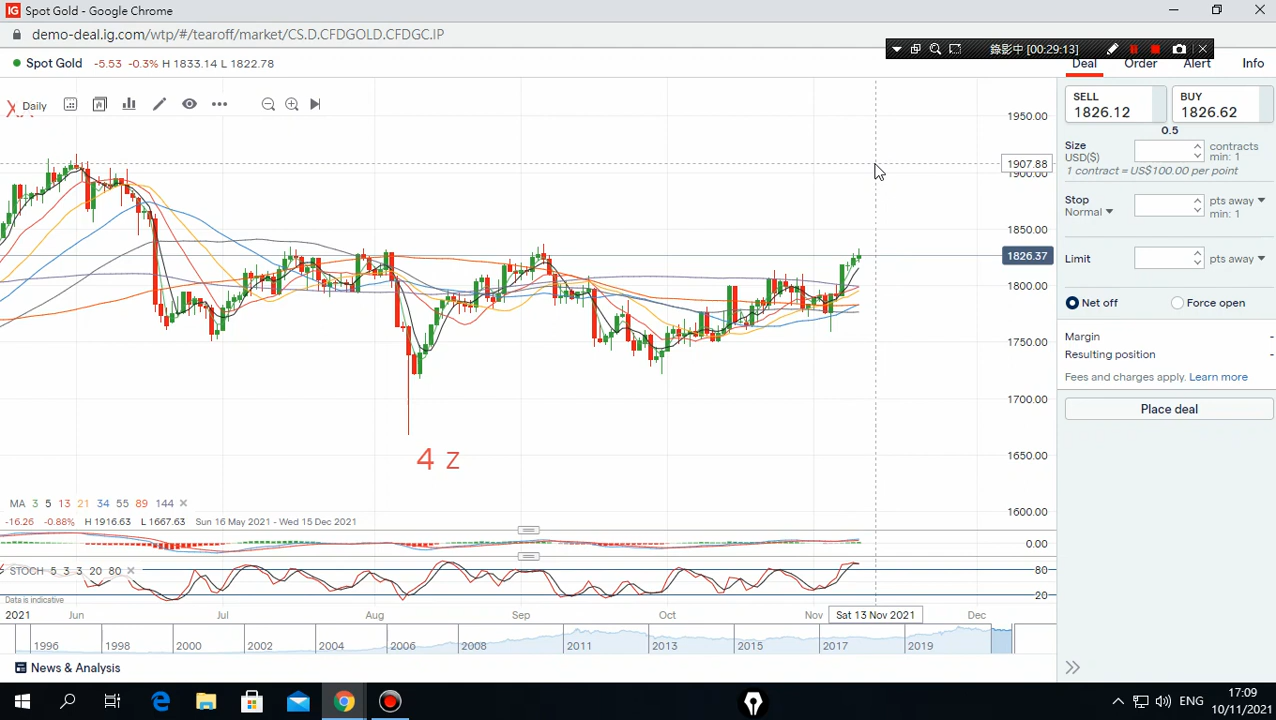 IG Spot Gold - Google Chrome
demo-deal.ig.com/wtp/#/tearoff/market/CS.D.CFDGOLD.CFDGC.IP
錄影中 [00:29:13]
Spot Gold -5.53 -0.3% H 1833.14 L 1822.78
Deal Order Alert Info
Daily
SELL
1826.12
BUY
1826.62
0.5
Size
USD($)
contracts
min: 1
1 contract = US$100.00 per point
Stop
Normal
pts away
min: 1
Limit
pts away
Net off
Force open
Margin -
Resulting position -
Fees and charges apply. Learn more
Place deal
1950.00
1907.88
1900.00
1850.00
1826.37
1800.00
1750.00
1700.00
1650.00
1600.00
4 z
MA 3 5 13 21 34 55 89 144
-16.26 -0.88% H 1916.63 L 1667.63 Sun 16 May 2021 - Wed 15 Dec 2021
0.00
STOCH 5 3 3 20 80
80
20
Data is indicative
2021 Jun Jul Aug Sep Oct Nov Sat 13 Nov 2021 Dec
1996 1998 2000 2002 2004 2006 2008 2011 2013 2015 2017 2019
News & Analysis
ENG
17:09
10/11/2021